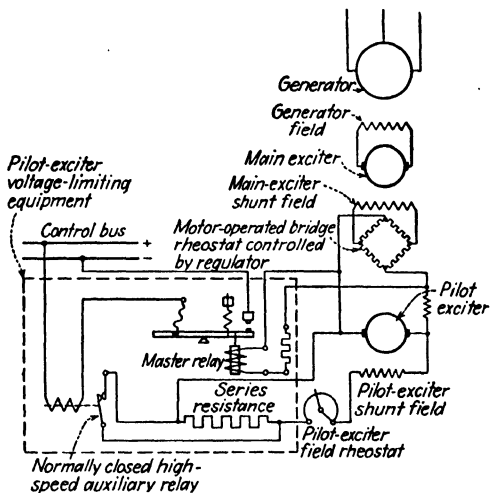 Generator
Generator
field
Main exciter
Main-exciter
shunt field
Pilot-exciter
voltage-limiting
equipment
Motor-operated bridge
rheostat controlled
by regulator
Control bus
+
−
Pilot
exciter
Master relay
Series
resistance
Pilot-exciter
shunt field
Pilot-exciter
field rheostat
Normally closed high-
speed auxiliary relay